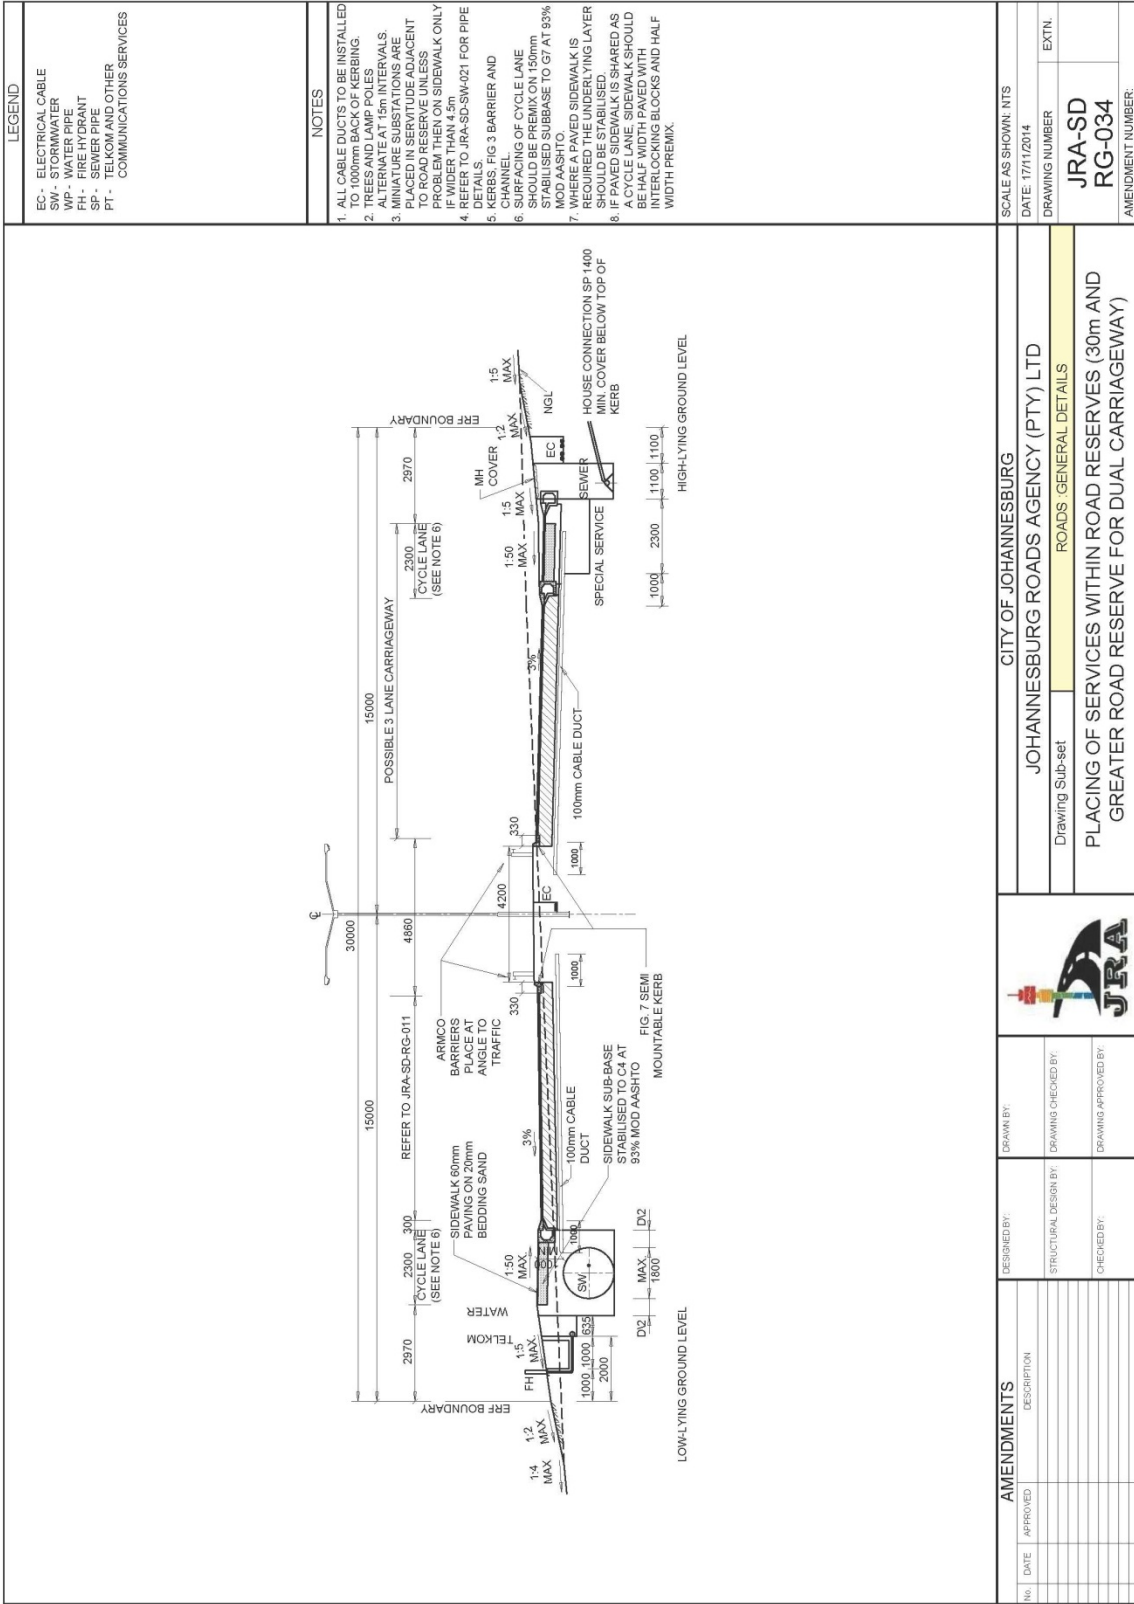 LEGEND
EC - ELECTRICAL CABLE
SW - STORMWATER
WP - WATER PIPE
FH - FIRE HYDRANT
SP - SEWER PIPE
PT - TELKOM AND OTHER
COMMUNICATIONS SERVICES
NOTES
1. ALL CABLE DUCTS TO BE INSTALLED
TO 1000mm BACK OF KERBING.
2. TREES AND LAMP POLES
ALTERNATE AT 15m INTERVALS.
3. MINIATURE SUBSTATIONS ARE
PLACED IN SERVITUDE ADJACENT
TO ROAD RESERVE UNLESS
PROBLEM THEN ON SIDEWALK ONLY
IF WIDER THAN 4.5m
4. REFER TO JRA-SD-SW-021 FOR PIPE
DETAILS.
5. KERBS, FIG 3 BARRIER AND
CHANNEL.
6. SURFACING OF CYCLE LANE
SHOULD BE PREMIX ON 150mm
STABILISED SUBBASE TO G7 AT 93%
MOD AASHTO.
7. WHERE A PAVED SIDEWALK IS
REQUIRED THE UNDERLYING LAYER
SHOULD BE STABILISED.
8. IF PAVED SIDEWALK IS SHARED AS
A CYCLE LANE, SIDEWALK SHOULD
BE HALF WIDTH PAVED WITH
INTERLOCKING BLOCKS AND HALF
WIDTH PREMIX.
℄
30000
15000
15000
2970
2300
300
REFER TO JRA-SD-RG-011
4860
POSSIBLE 3 LANE CARRIAGEWAY
2300
2970
CYCLE LANE
(SEE NOTE 6)
CYCLE LANE
(SEE NOTE 6)
ERF BOUNDARY
ERF BOUNDARY
ARMCO
BARRIERS
PLACE AT
ANGLE TO
TRAFFIC
SIDEWALK 60mm
PAVING ON 20mm
BEDDING SAND
4200
330
330
MH
COVER
1:4
MAX
1:2
MAX
FH
1:5
MAX
TELKOM
WATER
1:50
MAX
3%
3%
1:50
MAX
1:5
MAX
1:2
MAX
1:5
MAX
NGL
EC
EC
SW
1000
1000
1000
SEWER
SPECIAL SERVICE
100mm CABLE
DUCT
100mm CABLE DUCT
SIDEWALK SUB-BASE
STABILISED TO C4 AT
93% MOD AASHTO
FIG. 7 SEMI
MOUNTABLE KERB
HOUSE CONNECTION SP 1400
MIN. COVER BELOW TOP OF
KERB
1000
1000
635
2000
D\2
MAX.
1800
D\2
1000
2300
1100
1100
LOW-LYING GROUND LEVEL
HIGH-LYING GROUND LEVEL
AMENDMENTS
No.
DATE
APPROVED
DESCRIPTION
DESIGNED BY:
DRAWN BY:
STRUCTURAL DESIGN BY:
DRAWING CHECKED BY:
CHECKED BY:
DRAWING APPROVED BY:
JRA
CITY OF JOHANNESBURG
JOHANNESBURG ROADS AGENCY (PTY) LTD
Drawing Sub-set
ROADS :GENERAL DETAILS
PLACING OF SERVICES WITHIN ROAD RESERVES (30m AND
GREATER ROAD RESERVE FOR DUAL CARRIAGEWAY)
SCALE AS SHOWN: NTS
DATE: 17/11/2014
DRAWING NUMBER
EXTN.
JRA-SD
RG-034
AMENDMENT NUMBER: